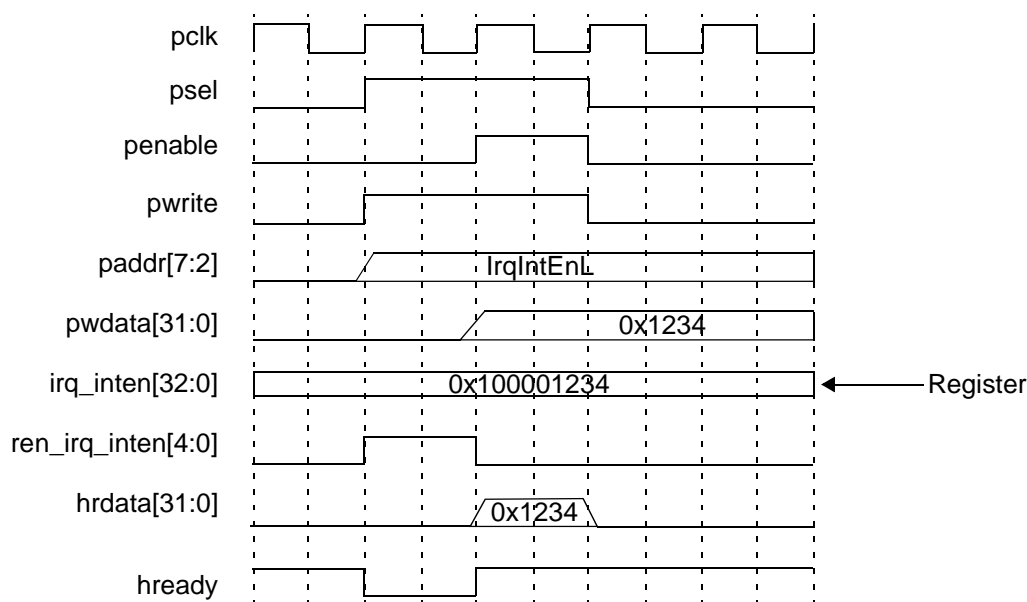 pclk
psel
penable
pwrite
paddr[7:2]
IrqIntEnL
pwdata[31:0]
0x1234
irq_inten[32:0]
0x100001234
Register
ren_irq_inten[4:0]
hrdata[31:0]
0x1234
hready